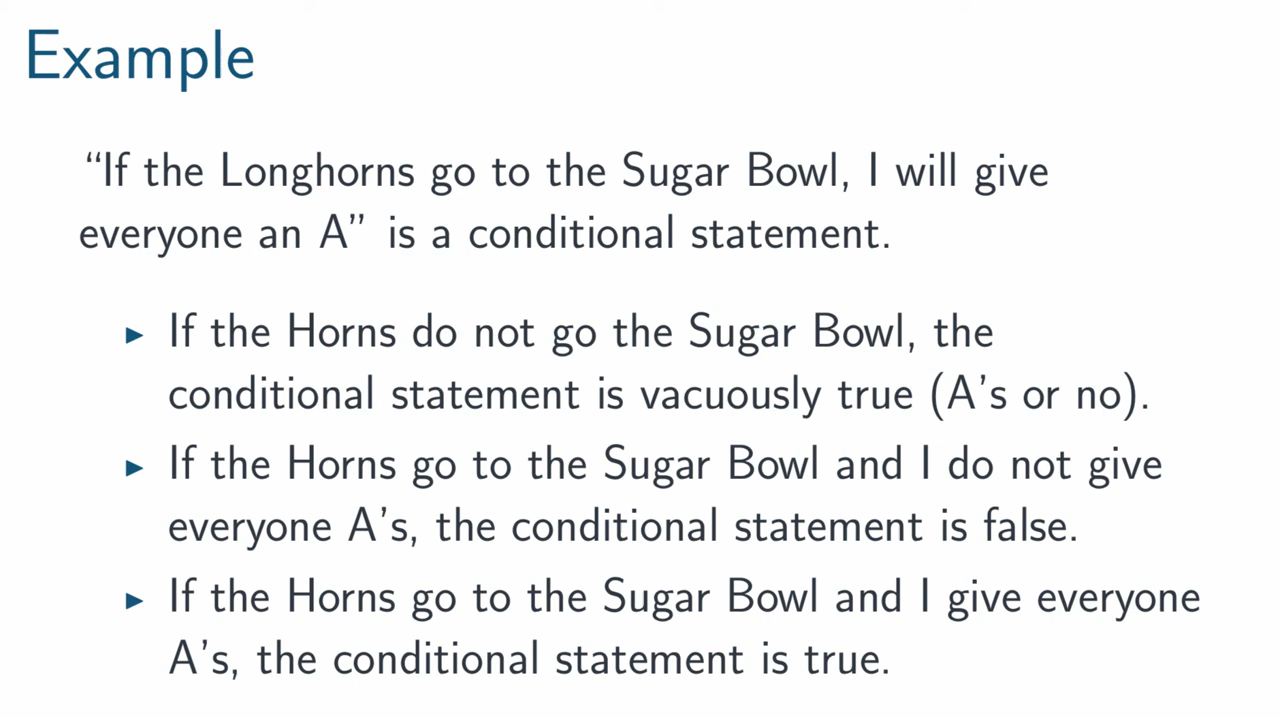 Example
“If the Longhorns go to the Sugar Bowl, I will give
everyone an A” is a conditional statement.
▶ If the Horns do not go the Sugar Bowl, the
conditional statement is vacuously true (A’s or no).
▶ If the Horns go to the Sugar Bowl and I do not give
everyone A’s, the conditional statement is false.
▶ If the Horns go to the Sugar Bowl and I give everyone
A’s, the conditional statement is true.